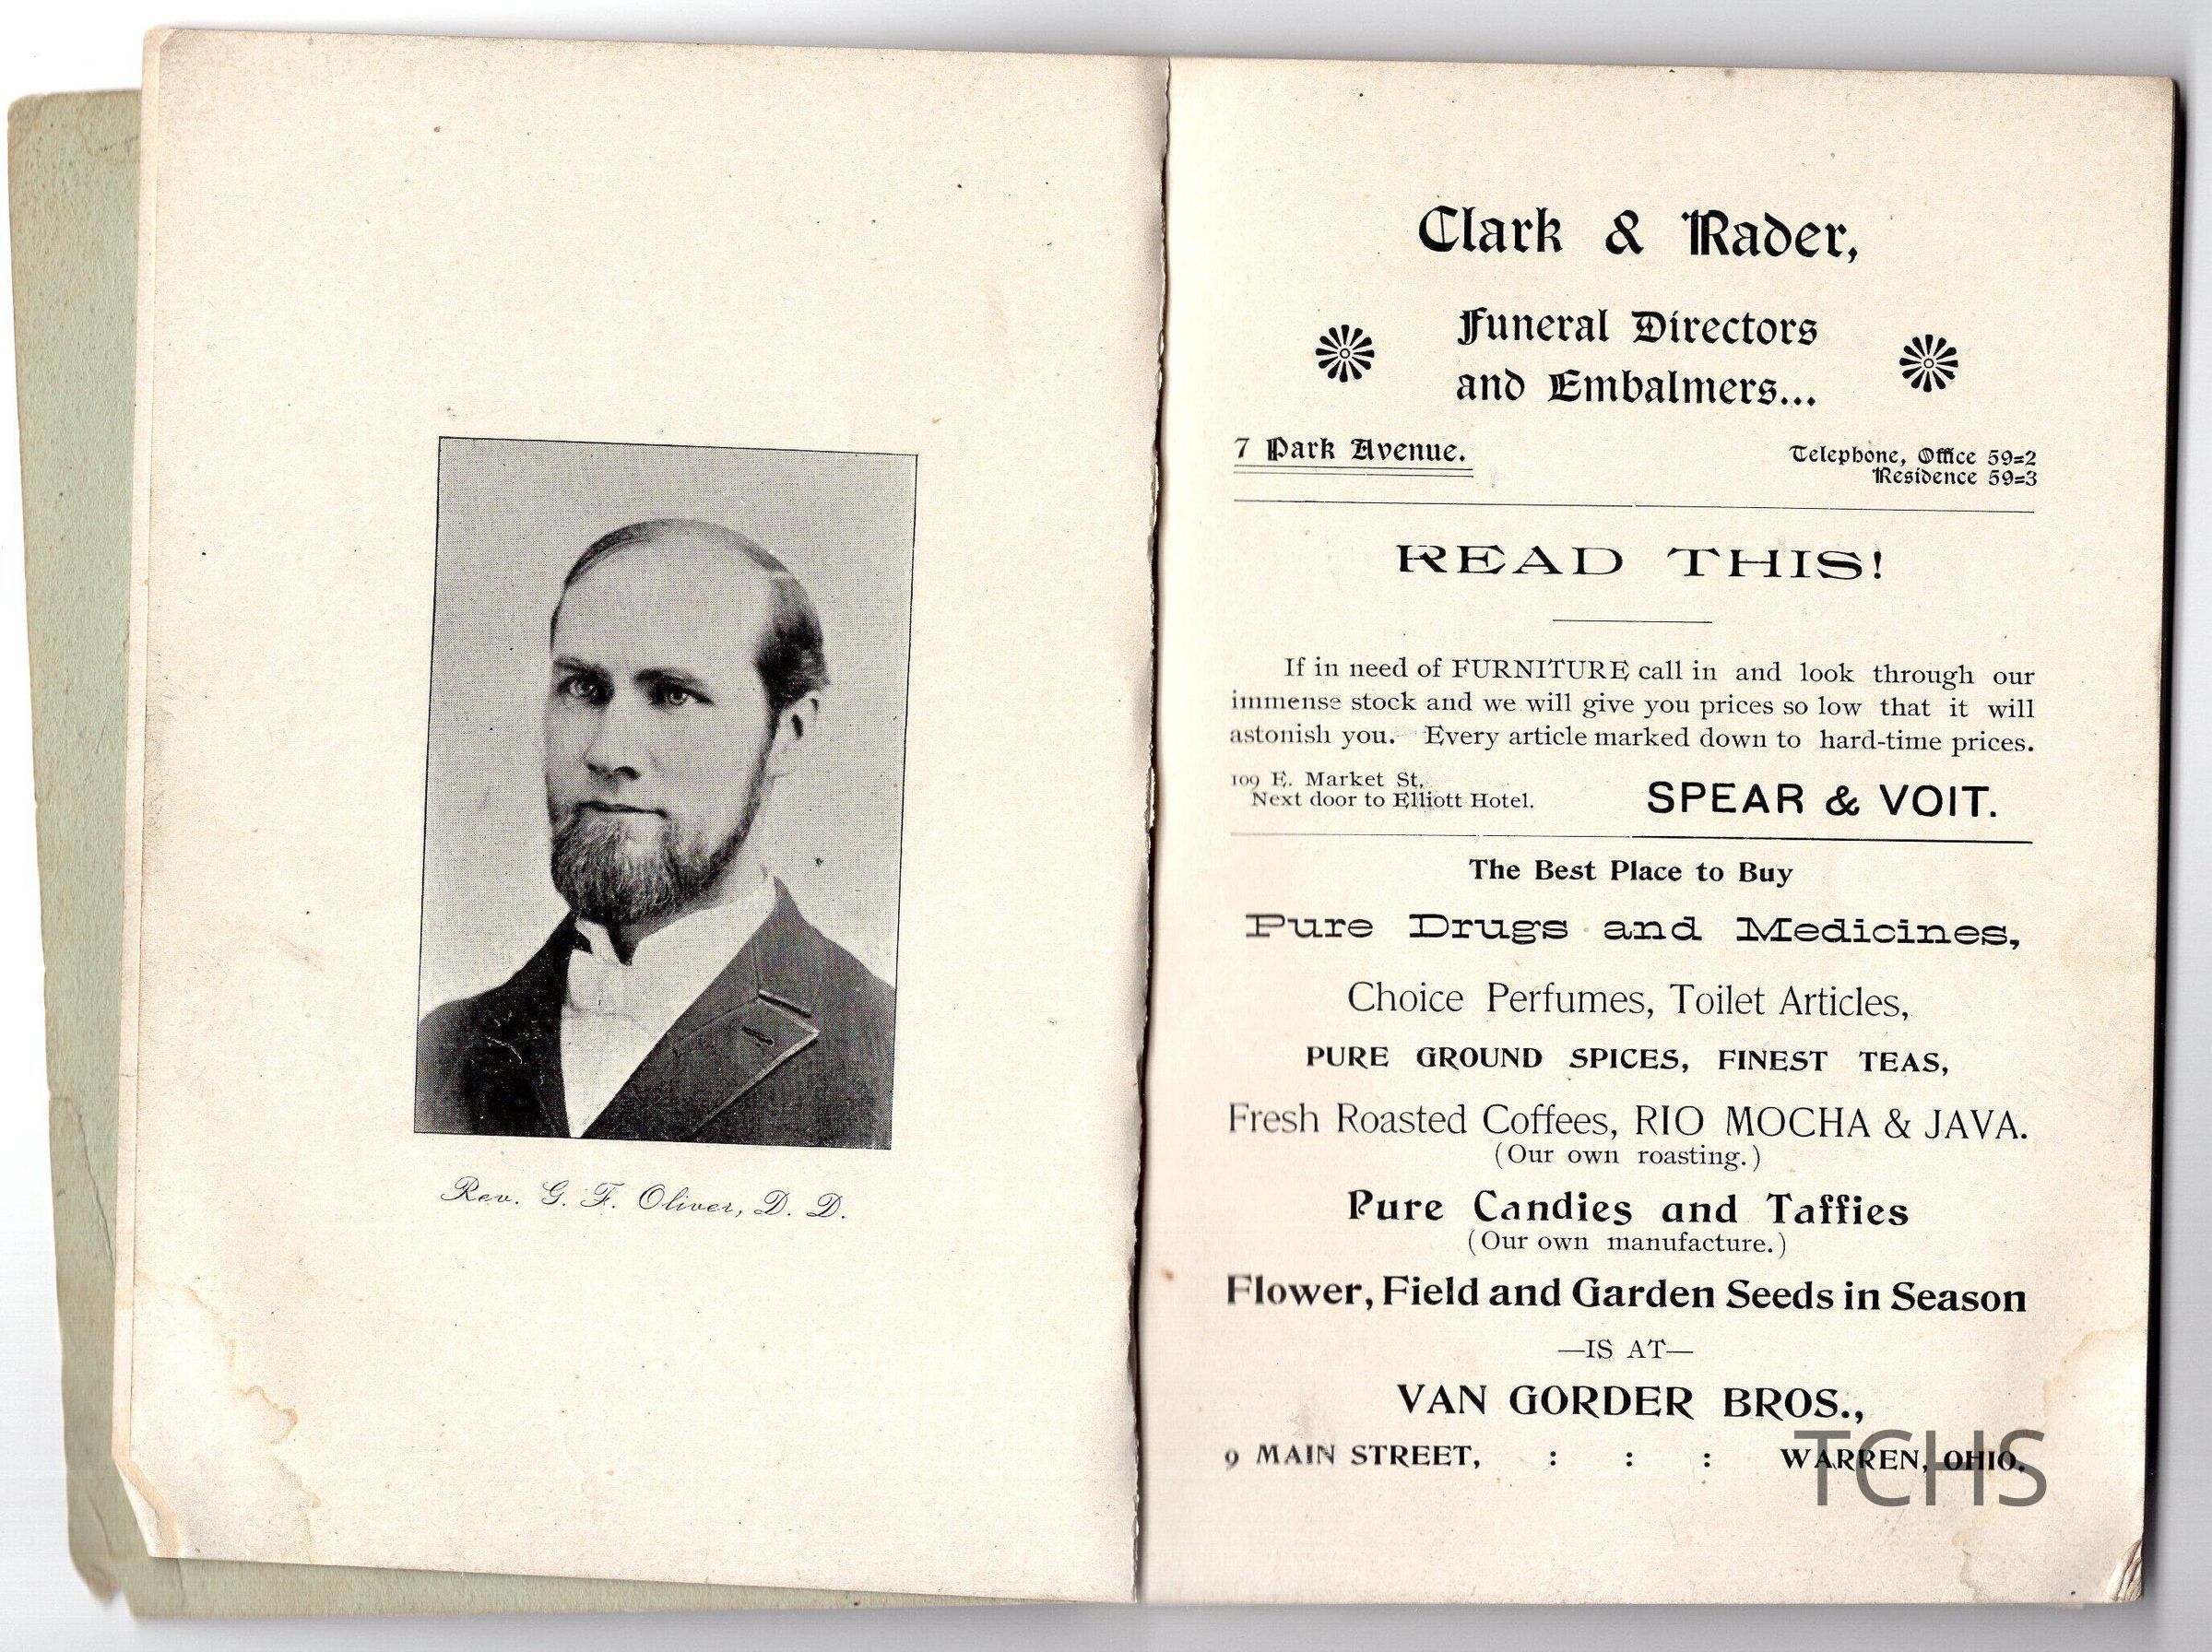 Rev. G. F. Oliver, D. D.
Clark & Rader,
Funeral Directors
and Embalmers...
7 Park Avenue.
Telephone, Office 59=2
Residence 59=3
READ THIS!
If in need of FURNITURE call in and look through our
immense stock and we will give you prices so low that it will
astonish you. Every article marked down to hard-time prices.
109 E. Market St,
Next door to Elliott Hotel.
SPEAR & VOIT.
The Best Place to Buy
Pure Drugs and Medicines,
Choice Perfumes, Toilet Articles,
PURE GROUND SPICES, FINEST TEAS,
Fresh Roasted Coffees, RIO MOCHA & JAVA.
(Our own roasting.)
Pure Candies and Taffies
(Our own manufacture.)
Flower, Field and Garden Seeds in Season
—IS AT—
VAN GORDER BROS.,
9 MAIN STREET, : : : WARREN, OHIO.
TCHS